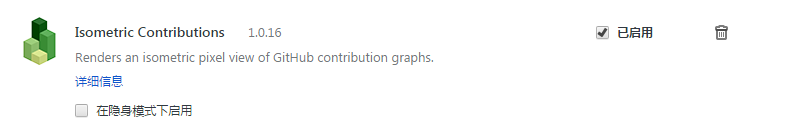 Isometric Contributions 1.0.16 已启用
Renders an isometric pixel view of GitHub contribution graphs.
详细信息
在隐身模式下启用